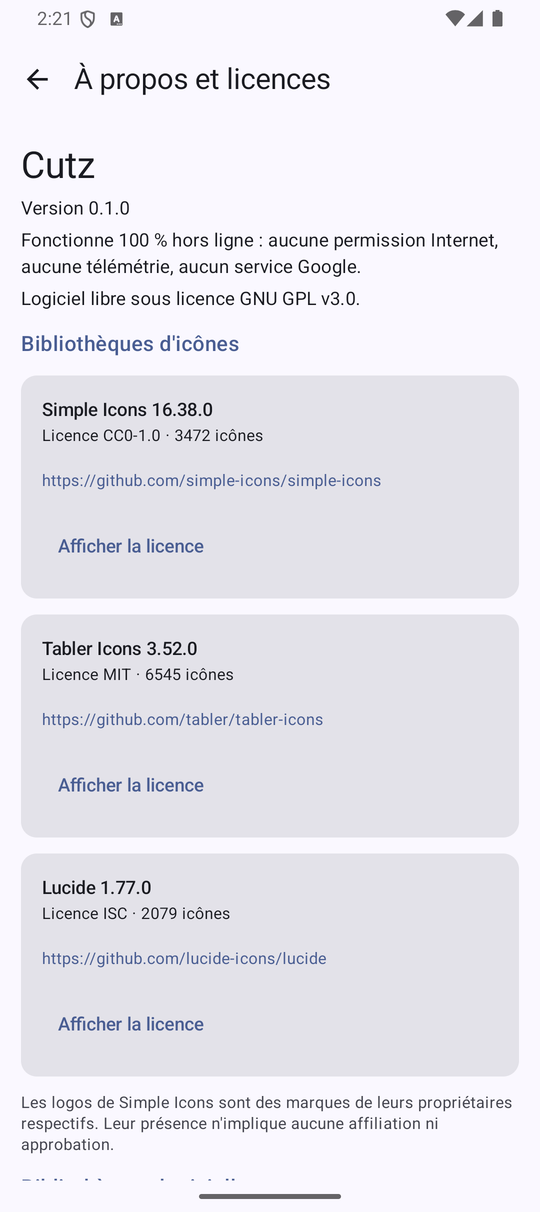 2:21
À propos et licences
Cutz
Version 0.1.0
Fonctionne 100 % hors ligne : aucune permission Internet,
aucune télémétrie, aucun service Google.
Logiciel libre sous licence GNU GPL v3.0.
Bibliothèques d'icônes
Simple Icons 16.38.0
Licence CC0-1.0 · 3472 icônes
https://github.com/simple-icons/simple-icons
Afficher la licence
Tabler Icons 3.52.0
Licence MIT · 6545 icônes
https://github.com/tabler/tabler-icons
Afficher la licence
Lucide 1.77.0
Licence ISC · 2079 icônes
https://github.com/lucide-icons/lucide
Afficher la licence
Les logos de Simple Icons sont des marques de leurs propriétaires
respectifs. Leur présence n'implique aucune affiliation ni
approbation.